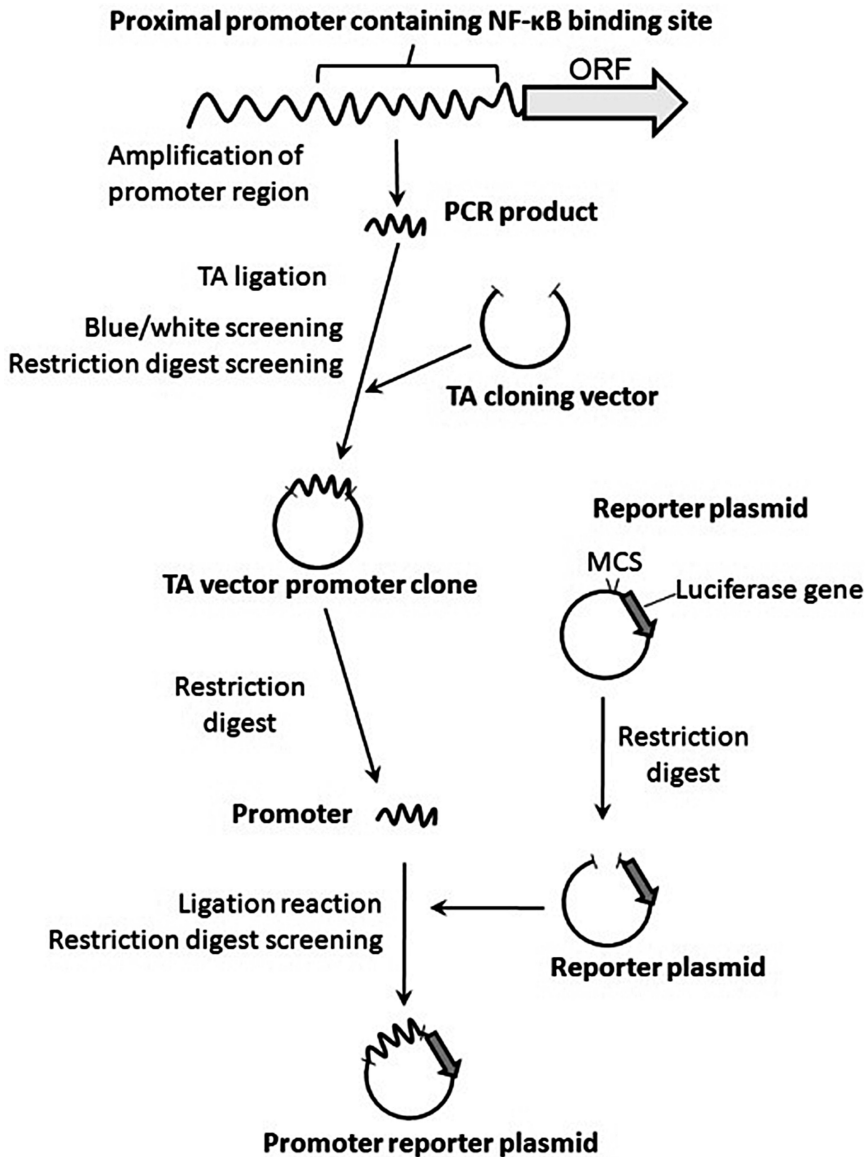 Proximal promoter containing NF-κB binding site
ORF
Amplification of
promoter region
PCR product
TA ligation
Blue/white screening
Restriction digest screening
TA cloning vector
Reporter plasmid
MCS
Luciferase gene
TA vector promoter clone
Restriction
digest
Restriction
digest
Promoter
Ligation reaction
Restriction digest screening
Reporter plasmid
Promoter reporter plasmid